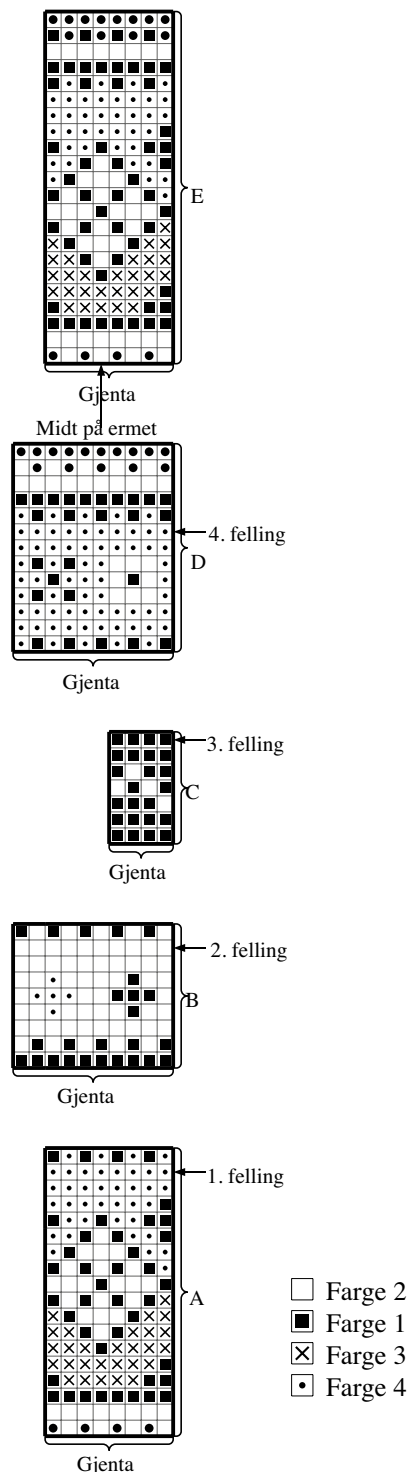 E
Gjenta
Midt på ermet
4. felling
D
Gjenta
3. felling
C
Gjenta
2. felling
B
Gjenta
1. felling
A
Farge 2
Farge 1
Farge 3
Farge 4
Gjenta